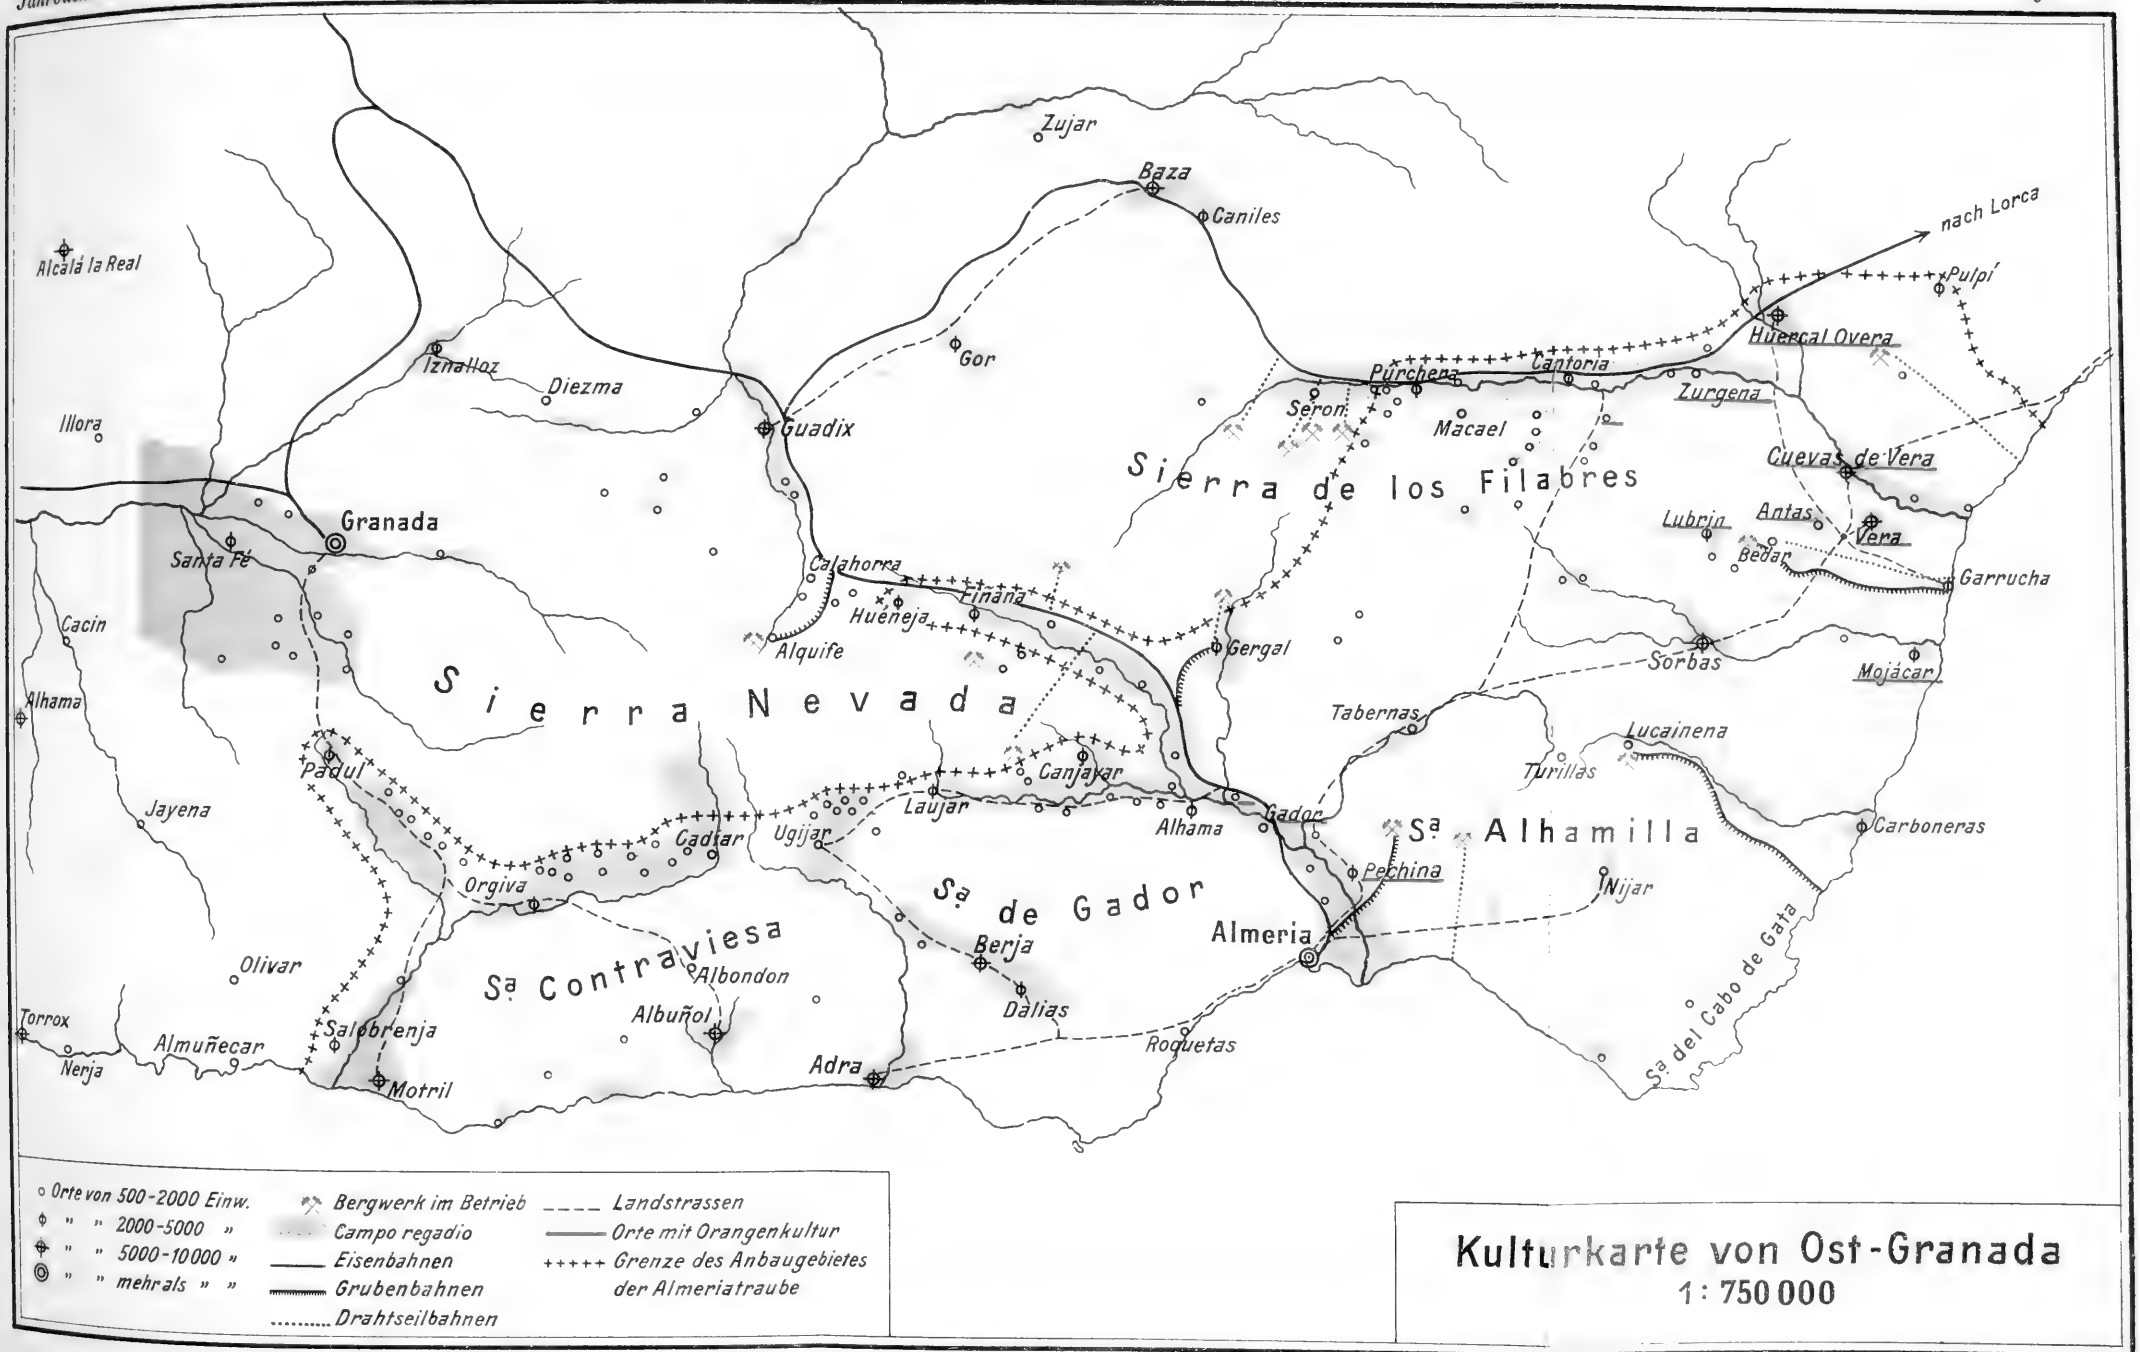 Zujar
Baza
Caniles
nach Lorca
Alcalá la Real
Pulpí
Huercal Overa
Iznalloz
Gor
Diezma
Purchena
Cantoria
Zurgena
Seron
Macael
Illora
Guadix
Cuevas de Vera
Sierra de los Filabres
Granada
Lubrin
Antas
Vera
Bedar
Santa Fé
Calahorra
Garrucha
Fiñana
Huéneja
Cacin
Alquife
Gergal
Sorbas
Mojácar
Sierra Nevada
Alhama
Tabernas
Lucainena
Padul
Canjayar
Turillas
Jayena
Laujar
Ugijar
Cadiar
Alhama
Gador
Sa Alhamilla
Carboneras
Orgiva
Pechina
Nijar
Sa de Gador
Almeria
Sa Contraviesa
Berja
Olivar
Albondon
Dalias
Sa del Cabo de Gata
Torrox
Salobrenja
Albuñol
Almuñecar
Roquetas
Nerja
Adra
Motril
Orte von 500-2000 Einw.
" " 2000-5000 "
" " 5000-10000 "
" " mehr als " "
Bergwerk im Betrieb
Campo regadio
Eisenbahnen
Grubenbahnen
Drahtseilbahnen
Landstrassen
Orte mit Orangenkultur
Grenze des Anbaugebietes
der Almeriatraube
Kulturkarte von Ost-Granada
1: 750 000